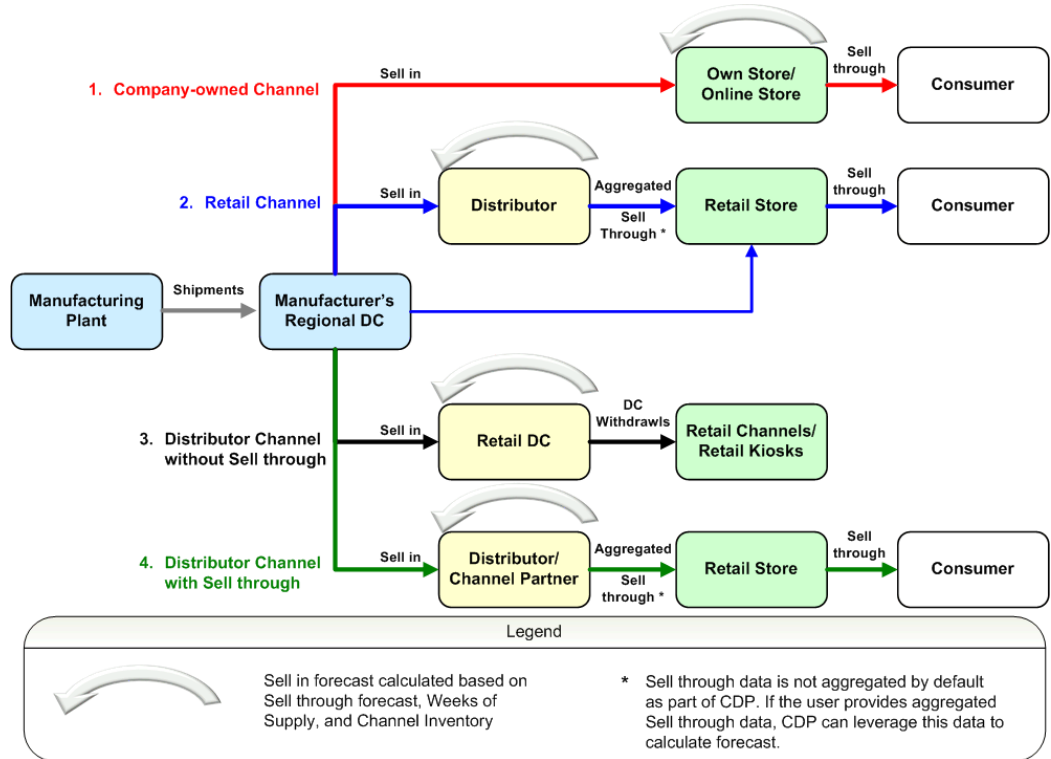 Sell in
Own Store/
Online Store
Sell
through
Consumer
1. Company-owned Channel
2. Retail Channel
Sell in
Distributor
Aggregated
Sell
Through *
Retail Store
Sell
through
Consumer
Manufacturing
Plant
Shipments
Manufacturer's
Regional DC
3. Distributor Channel
without Sell through
Sell in
Retail DC
DC
Withdrawls
Retail Channels/
Retail Kiosks
4. Distributor Channel
with Sell through
Sell in
Distributor/
Channel Partner
Aggregated
Sell
through *
Retail Store
Sell
through
Consumer
Legend
Sell in forecast calculated based on
Sell through forecast, Weeks of
Supply, and Channel Inventory
* Sell through data is not aggregated by default
as part of CDP. If the user provides aggregated
Sell through data, CDP can leverage this data to
calculate forecast.